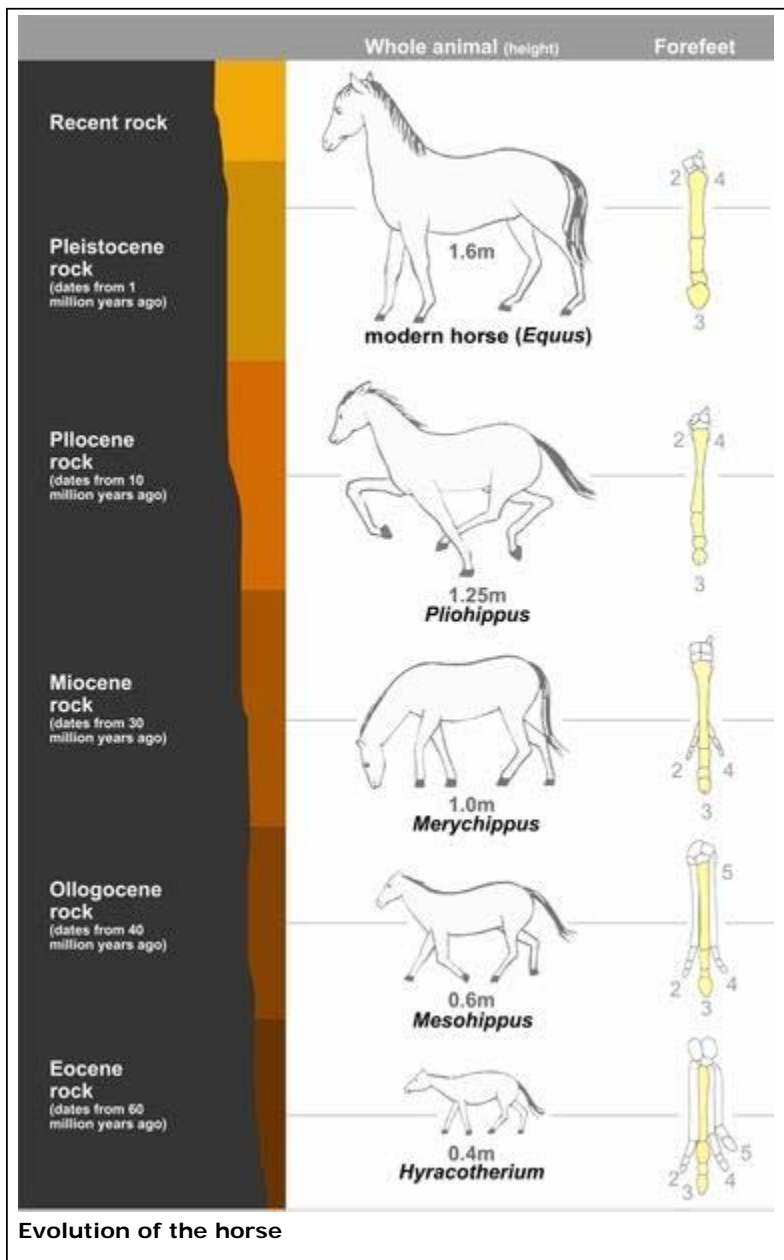 Whole animal (height) Forefeet
Recent rock
2 4
Pleistocene
rock
(dates from 1
million years ago)
1.6m
3
modern horse (Equus)
Pliocene
rock
(dates from 10
million years ago)
2 4
3
1.25m
Pliohippus
Miocene
rock
(dates from 30
million years ago)
2 4
3
1.0m
Merychippus
Ollogocene
rock
(dates from 40
million years ago)
5
2 4
3
0.6m
Mesohippus
Eocene
rock
(dates from 60
million years ago)
5
2 4
3
0.4m
Hyracotherium
Evolution of the horse